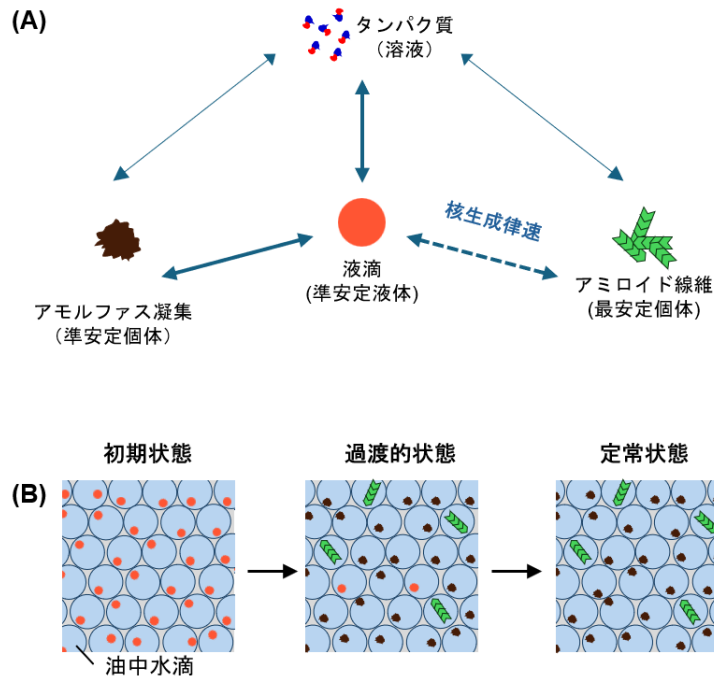 (A)
タンパク質
（溶液）
核生成律速
液滴
(準安定液体)
アモルファス凝集
（準安定個体）
アミロイド線維
(最安定個体)
初期状態
過渡的状態
定常状態
(B)
油中水滴